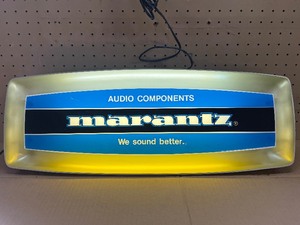 AUDIO COMPONENTS
marantz®
We sound better.